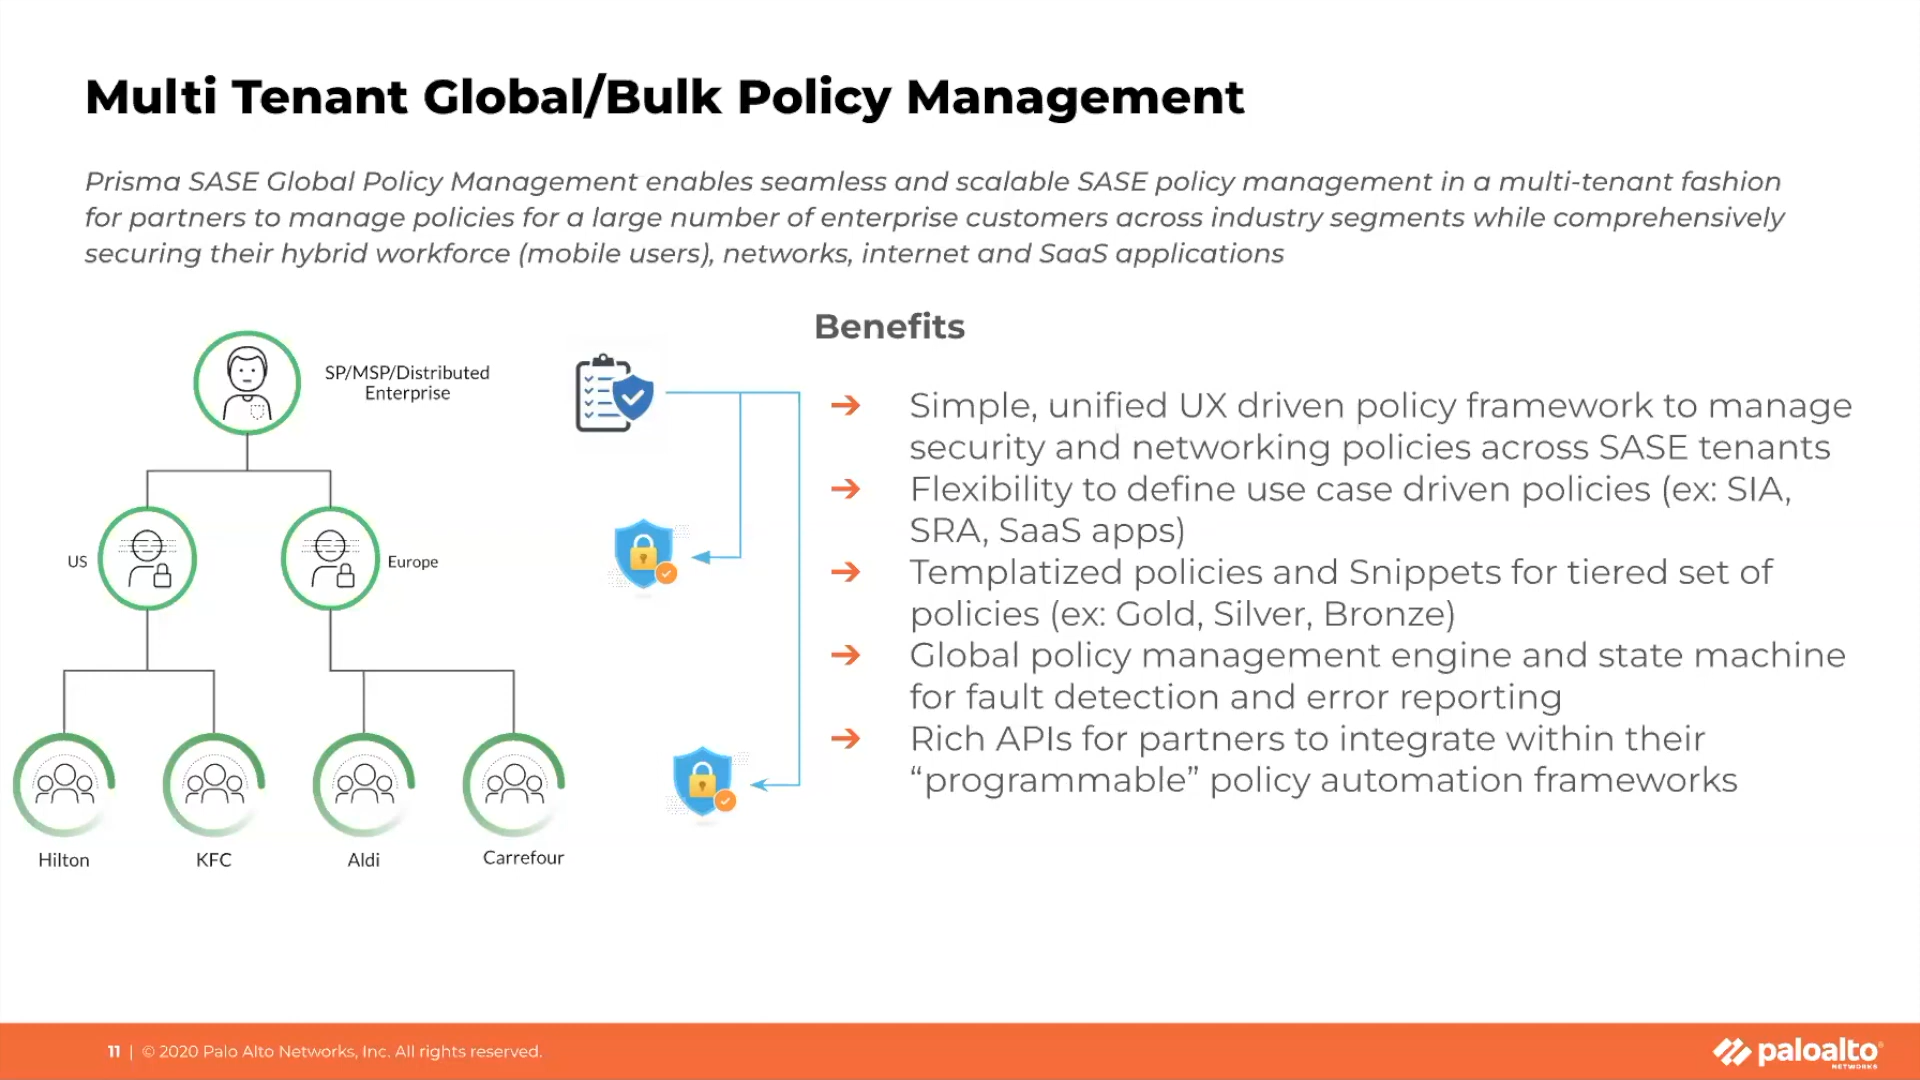 Multi Tenant Global/Bulk Policy Management
Prisma SASE Global Policy Management enables seamless and scalable SASE policy management in a multi-tenant fashion
for partners to manage policies for a large number of enterprise customers across industry segments while comprehensively
securing their hybrid workforce (mobile users), networks, internet and SaaS applications
SP/MSP/Distributed
Enterprise
US
Europe
Hilton
KFC
Aldi
Carrefour
Benefits
➔ Simple, unified UX driven policy framework to manage
security and networking policies across SASE tenants
➔ Flexibility to define use case driven policies (ex: SIA,
SRA, SaaS apps)
➔ Templatized policies and Snippets for tiered set of
policies (ex: Gold, Silver, Bronze)
➔ Global policy management engine and state machine
for fault detection and error reporting
➔ Rich APIs for partners to integrate within their
“programmable” policy automation frameworks
11 | © 2020 Palo Alto Networks, Inc. All rights reserved.
paloalto®
NETWORKS